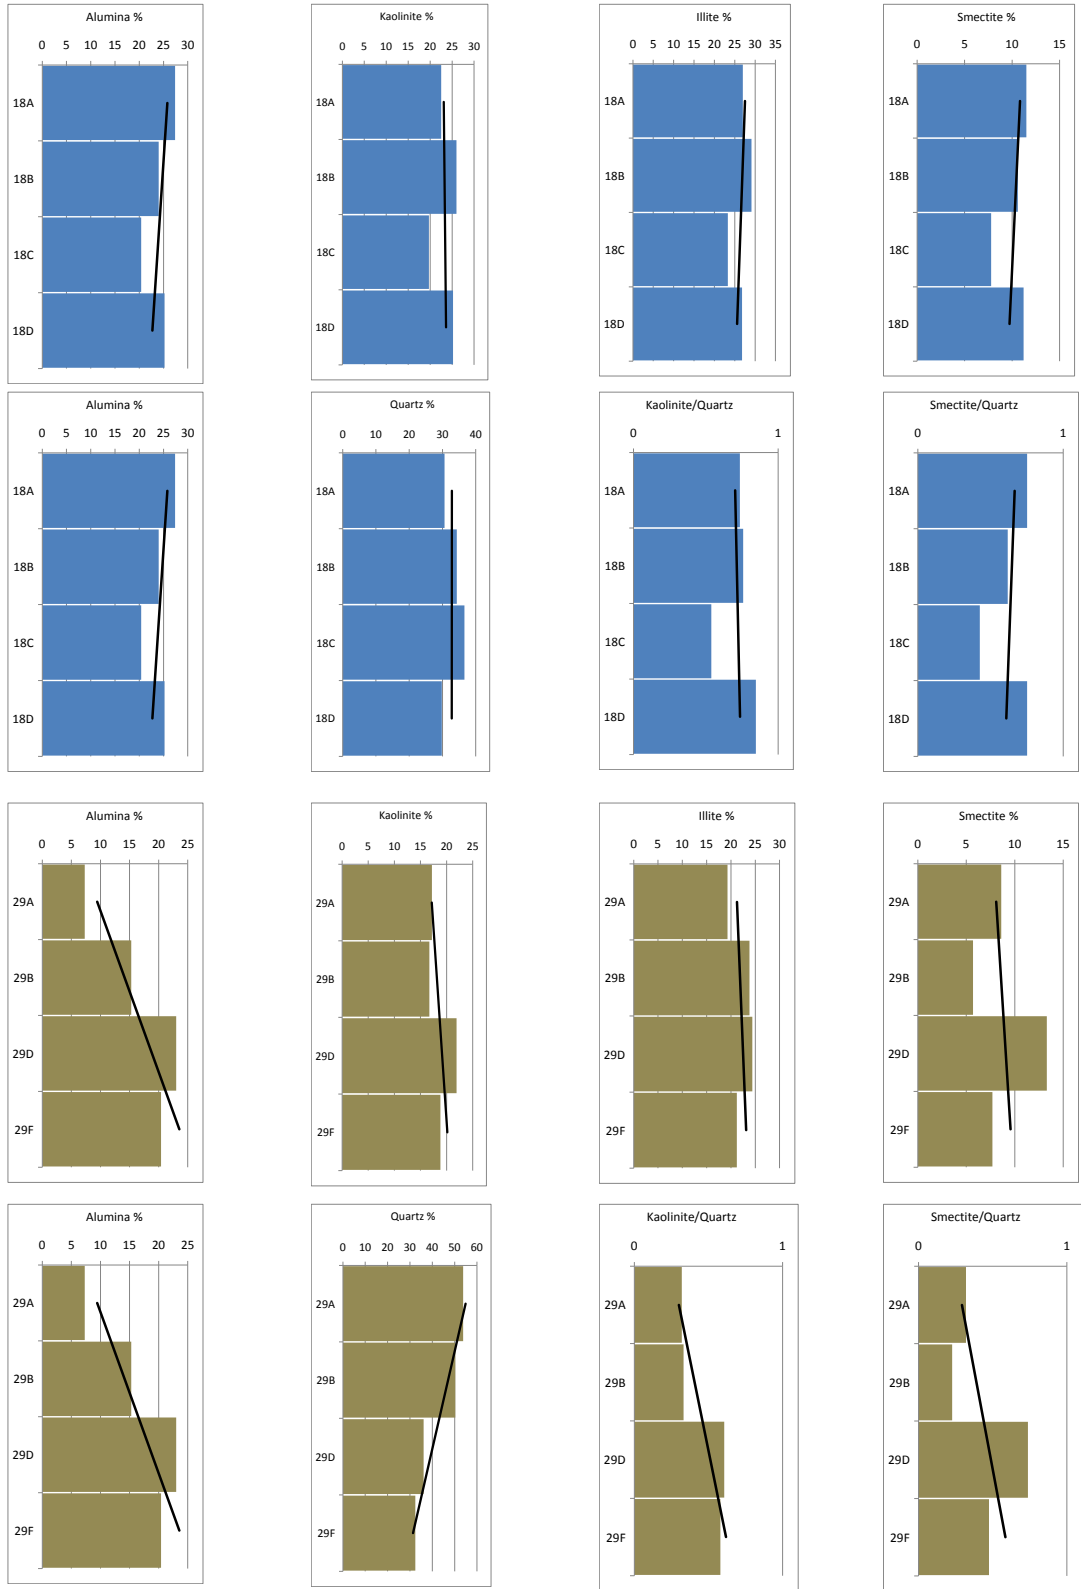 Alumina %
0 5 10 15 20 25 30
18A
18B
18C
18D
Kaolinite %
0 5 10 15 20 25 30
18A
18B
18C
18D
Illite %
0 5 10 15 20 25 30 35
18A
18B
18C
18D
Smectite %
0 5 10 15
18A
18B
18C
18D
Alumina %
0 5 10 15 20 25 30
18A
18B
18C
18D
Quartz %
0 10 20 30 40
18A
18B
18C
18D
Kaolinite/Quartz
0 1
18A
18B
18C
18D
Smectite/Quartz
0 1
18A
18B
18C
18D
Alumina %
0 5 10 15 20 25
29A
29B
29D
29F
Kaolinite %
0 5 10 15 20 25
29A
29B
29D
29F
Illite %
0 5 10 15 20 25 30
29A
29B
29D
29F
Smectite %
0 5 10 15
29A
29B
29D
29F
Alumina %
0 5 10 15 20 25
29A
29B
29D
29F
Quartz %
0 10 20 30 40 50 60
29A
29B
29D
29F
Kaolinite/Quartz
0 1
29A
29B
29D
29F
Smectite/Quartz
0 1
29A
29B
29D
29F